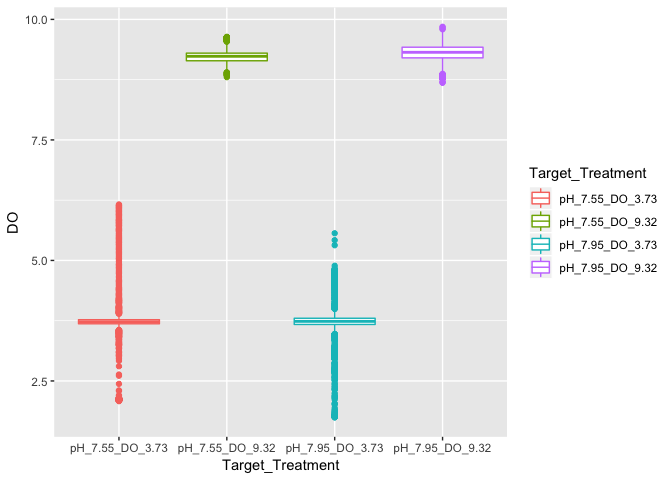 10.0
7.5
5.0
2.5
DO
pH_7.55_DO_3.73 pH_7.55_DO_9.32 pH_7.95_DO_3.73 pH_7.95_DO_9.32
Target_Treatment
Target_Treatment
pH_7.55_DO_3.73
pH_7.55_DO_9.32
pH_7.95_DO_3.73
pH_7.95_DO_9.32